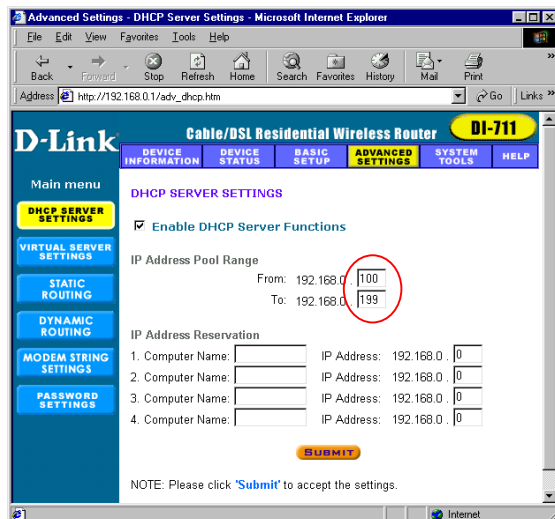 Advanced Settings - DHCP Server Settings - Microsoft Internet Explorer
File Edit View Favorites Tools Help
Back Forward Stop Refresh Home Search Favorites History Mail Print »
Address http://192.168.0.1/adv_dhcp.htm Go Links »
D-Link Cable/DSL Residential Wireless Router DI-711
DEVICE INFORMATION DEVICE STATUS BASIC SETUP ADVANCED SETTINGS SYSTEM TOOLS HELP
Main menu
DHCP SERVER SETTINGS
VIRTUAL SERVER SETTINGS
STATIC ROUTING
DYNAMIC ROUTING
MODEM STRING SETTINGS
PASSWORD SETTINGS
DHCP SERVER SETTINGS
Enable DHCP Server Functions
IP Address Pool Range
From: 192.168.0 . 100
To: 192.168.0 . 199
IP Address Reservation
1. Computer Name: IP Address: 192.168.0 . 0
2. Computer Name: IP Address: 192.168.0 . 0
3. Computer Name: IP Address: 192.168.0 . 0
4. Computer Name: IP Address: 192.168.0 . 0
SUBMIT
NOTE: Please click 'Submit' to accept the settings.
Internet